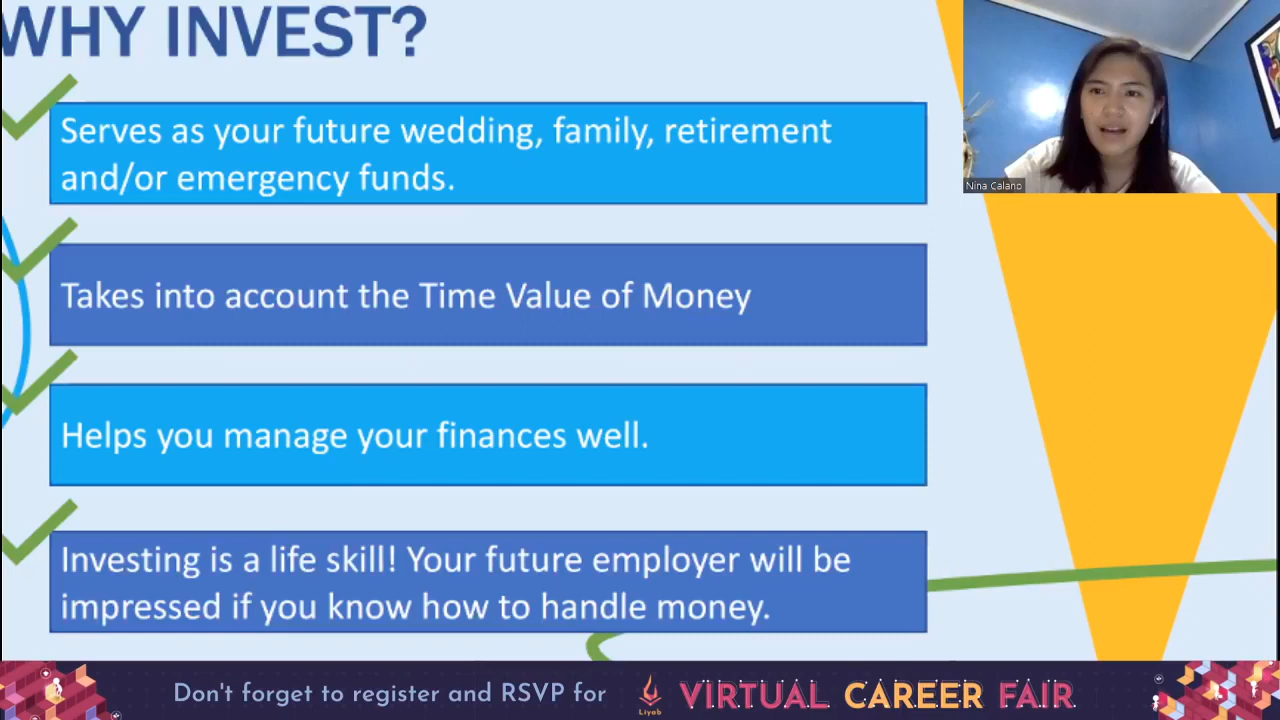 WHY INVEST?
Serves as your future wedding, family, retirement
and/or emergency funds.
Nina Calano
Takes into account the Time Value of Money
Helps you manage your finances well.
Investing is a life skill! Your future employer will be
impressed if you know how to handle money.
Don't forget to register and RSVP for
Liyab
VIRTUAL CAREER FAIR